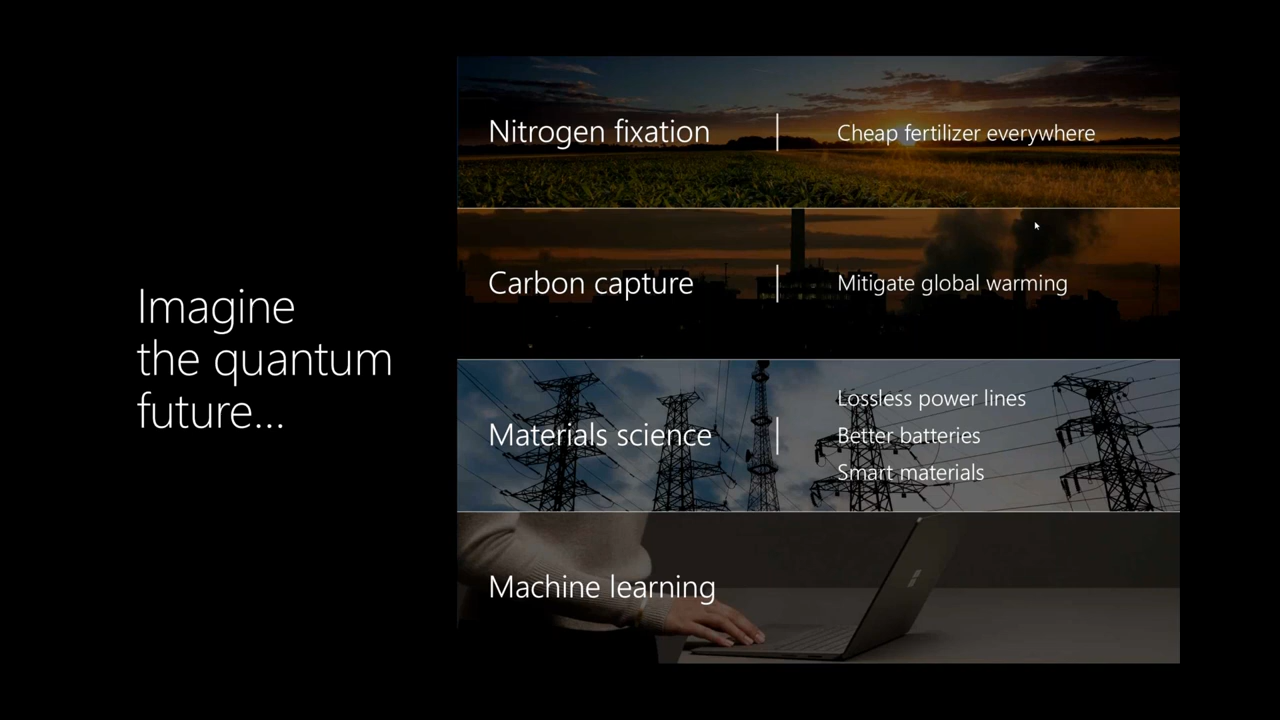 Imagine
the quantum
future...
Nitrogen fixation
Cheap fertilizer everywhere
Carbon capture
Mitigate global warming
Materials science
Lossless power lines
Better batteries
Smart materials
Machine learning